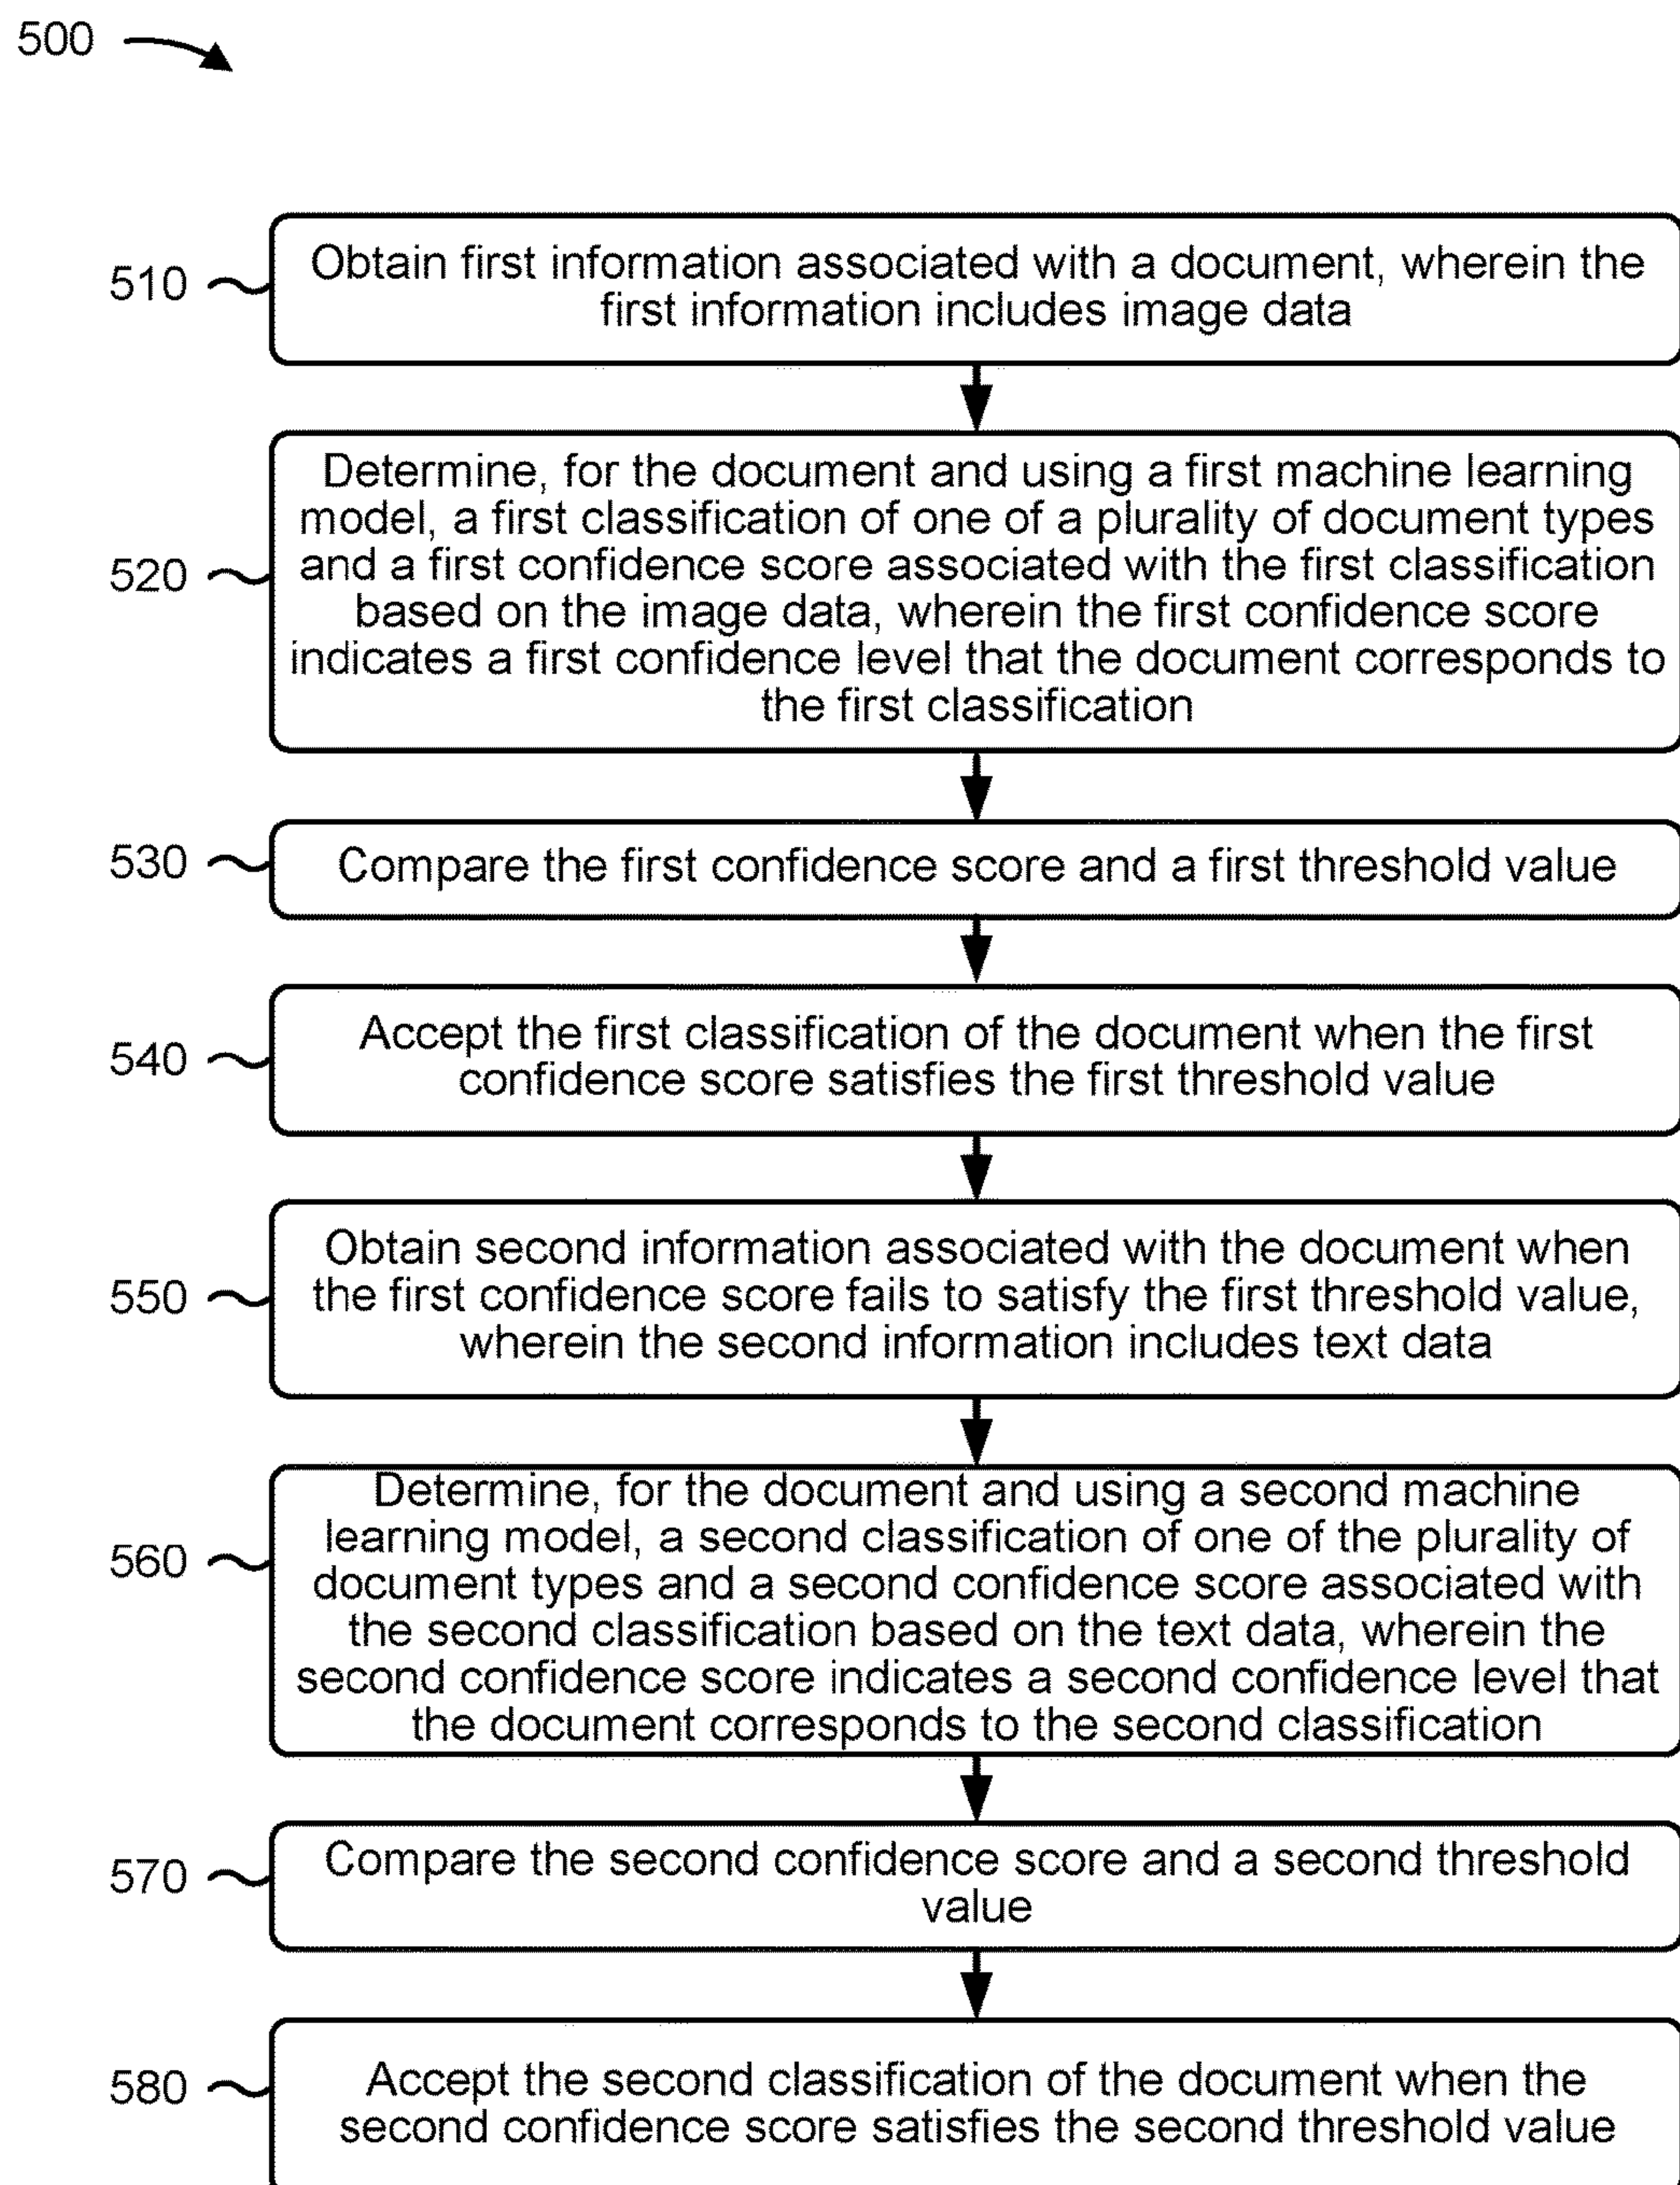 500
510
Obtain first information associated with a document, wherein the
first information includes image data
520
Determine, for the document and using a first machine learning
model, a first classification of one of a plurality of document types
and a first confidence score associated with the first classification
based on the image data, wherein the first confidence score
indicates a first confidence level that the document corresponds to
the first classification
530
Compare the first confidence score and a first threshold value
540
Accept the first classification of the document when the first
confidence score satisfies the first threshold value
550
Obtain second information associated with the document when
the first confidence score fails to satisfy the first threshold value,
wherein the second information includes text data
560
Determine, for the document and using a second machine
learning model, a second classification of one of the plurality of
document types and a second confidence score associated with
the second classification based on the text data, wherein the
second confidence score indicates a second confidence level that
the document corresponds to the second classification
570
Compare the second confidence score and a second threshold
value
580
Accept the second classification of the document when the
second confidence score satisfies the second threshold value